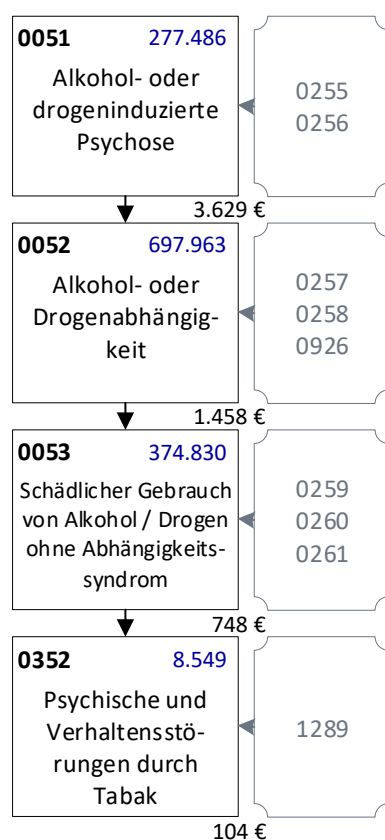 0051 277.486
Alkohol- oder
drogeninduzierte
Psychose
0255
0256
3.629 €
0052 697.963
Alkohol- oder
Drogenabhängig-
keit
0257
0258
0926
1.458 €
0053 374.830
Schädlicher Gebrauch
von Alkohol / Drogen
ohne Abhängigkeits-
syndrom
0259
0260
0261
748 €
0352 8.549
Psychische und
Verhaltensstö-
rungen durch
Tabak
1289
104 €